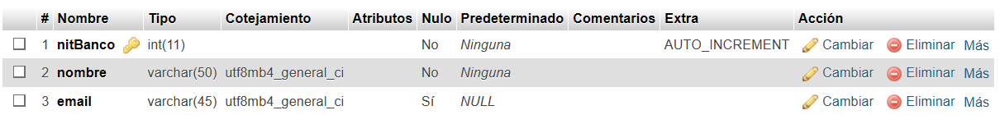 # Nombre Tipo Cotejamiento Atributos Nulo Predeterminado Comentarios Extra Acción
1 nitBanco int(11) No Ninguna AUTO_INCREMENT Cambiar Eliminar Más
2 nombre varchar(50) utf8mb4_general_ci No Ninguna Cambiar Eliminar Más
3 email varchar(45) utf8mb4_general_ci Sí NULL Cambiar Eliminar Más